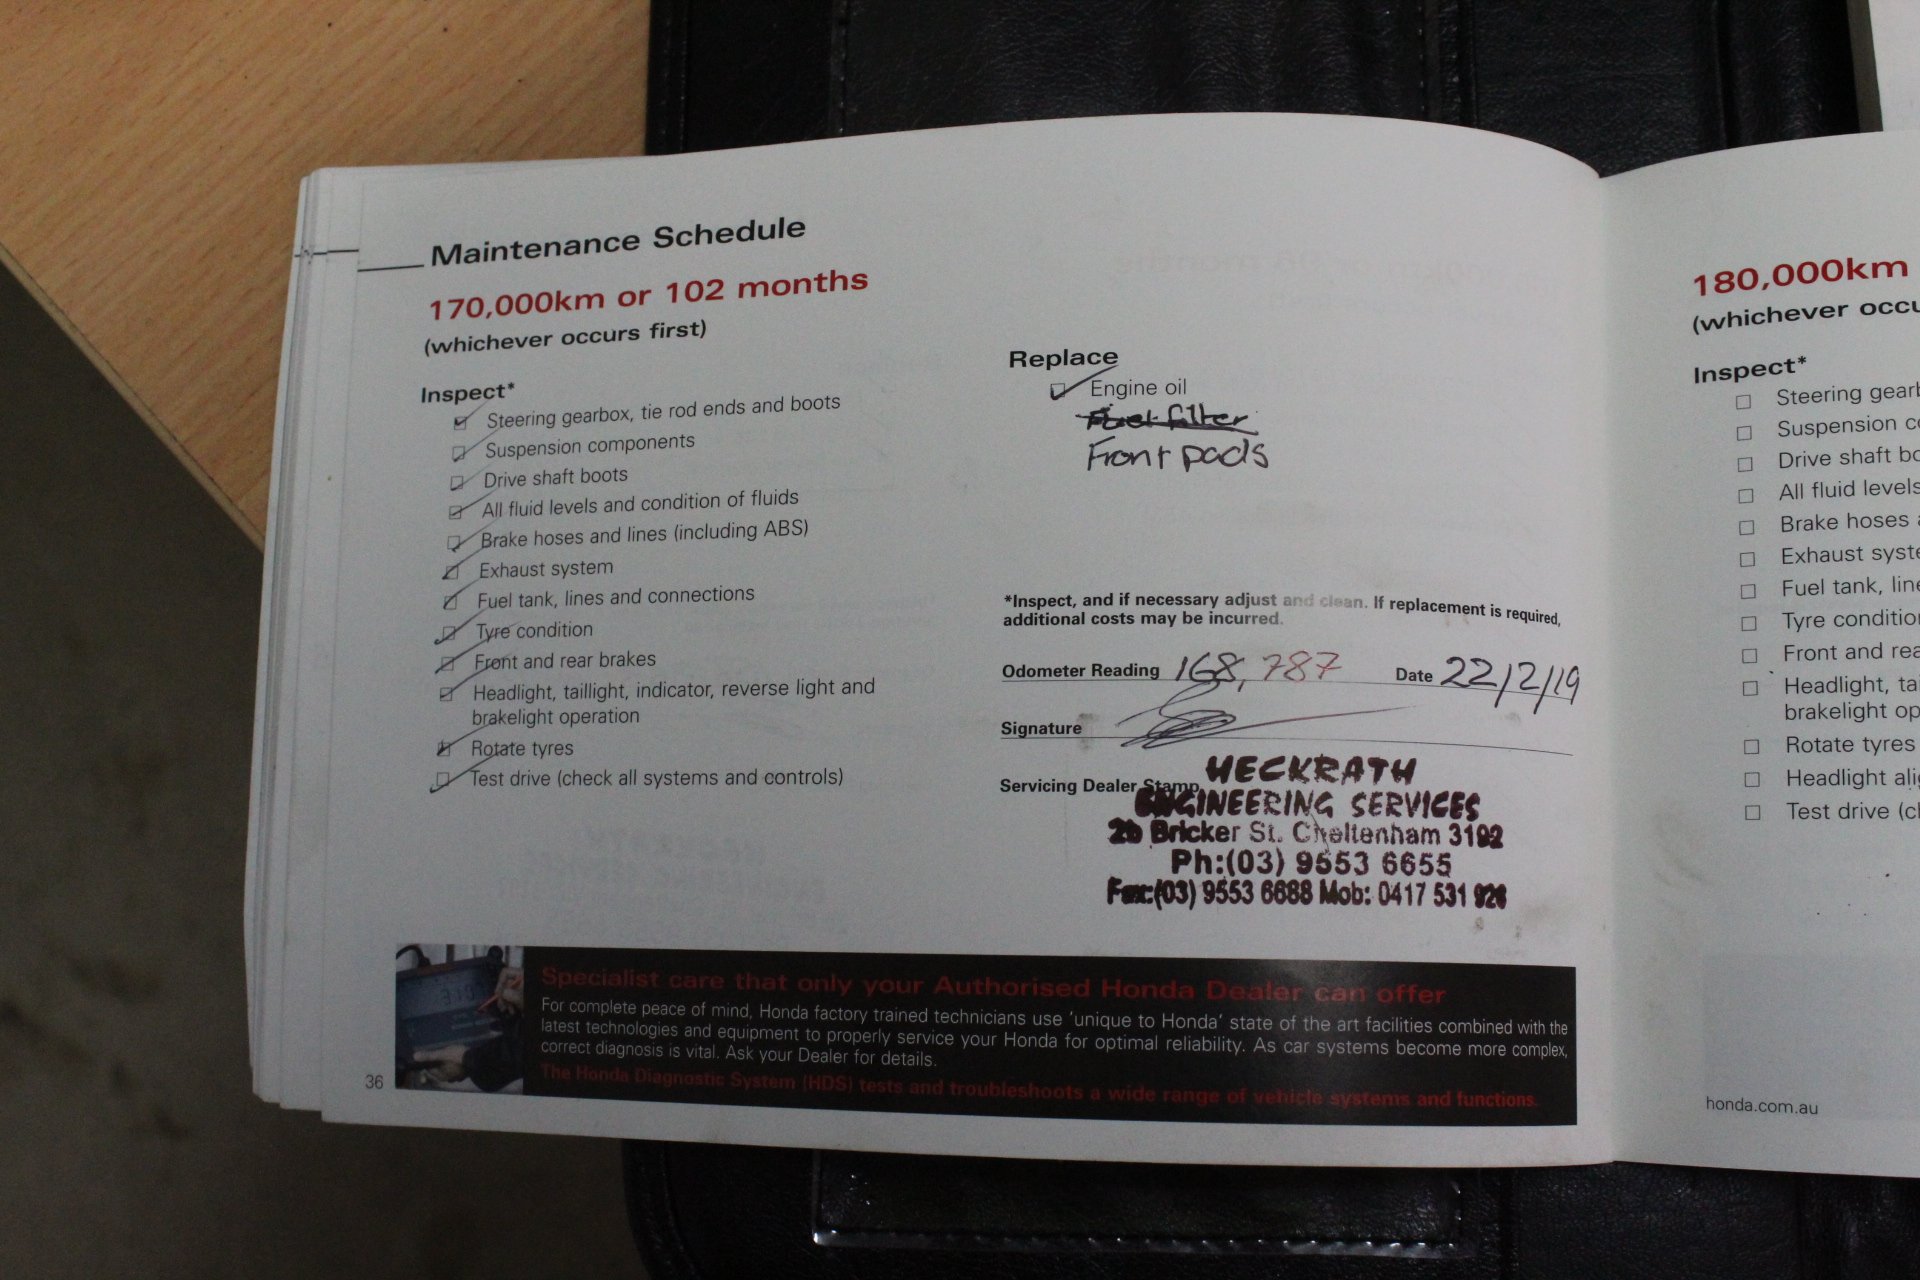 Maintenance Schedule
170,000km or 102 months
(whichever occurs first)
Inspect*
Steering gearbox, tie rod ends and boots
Suspension components
Drive shaft boots
All fluid levels and condition of fluids
Brake hoses and lines (including ABS)
Exhaust system
Fuel tank, lines and connections
Tyre condition
Front and rear brakes
Headlight, taillight, indicator, reverse light and
brakelight operation
Rotate tyres
Test drive (check all systems and controls)
Replace
Engine oil
Fuel filter
Front pads
*Inspect, and if necessary adjust and clean. If replacement is required,
additional costs may be incurred.
Odometer Reading 168,787 Date 22/2/19
Signature
Servicing Dealer Stamp
HECKRATH
ENGINEERING SERVICES
2b Bricker St. Cheltenham 3192
Ph:(03) 9553 6655
Fax:(03) 9553 6688 Mob: 0417 531 926
Specialist care that only your Authorised Honda Dealer can offer
For complete peace of mind, Honda factory trained technicians use 'unique to Honda' state of the art facilities combined with the
latest technologies and equipment to properly service your Honda for optimal reliability. As car systems become more complex,
correct diagnosis is vital. Ask your Dealer for details.
The Honda Diagnostic System (HDS) tests and troubleshoots a wide range of vehicle systems and functions.
36
180,000km
(whichever occu
Inspect*
Steering gearb
Suspension co
Drive shaft bo
All fluid levels
Brake hoses a
Exhaust syste
Fuel tank, line
Tyre condition
Front and rea
Headlight, tai
brakelight op
Rotate tyres
Headlight alig
Test drive (ch
honda.com.au